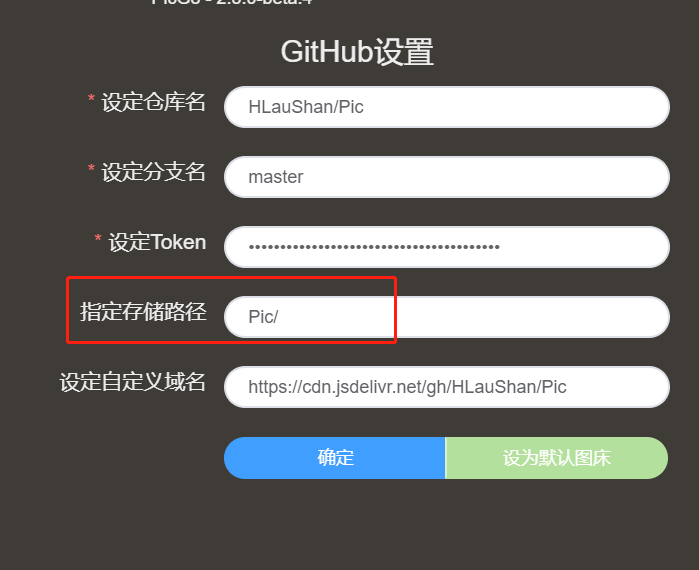 GitHub设置
* 设定仓库名 HLauShan/Pic
* 设定分支名 master
* 设定Token ••••••••••••••••••••••••••••••••••••••••
指定存储路径 Pic/
设定自定义域名 https://cdn.jsdelivr.net/gh/HLauShan/Pic
确定 设为默认图床